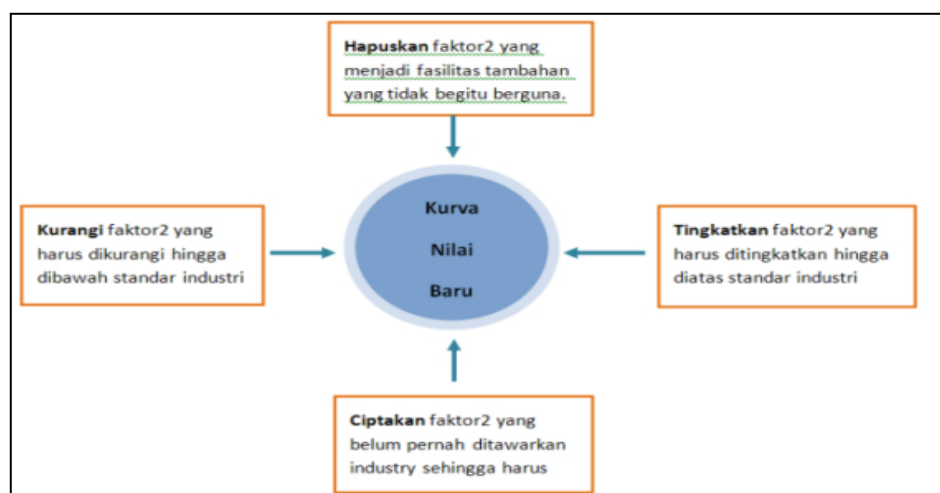 Hapuskan faktor2 yang
menjadi fasilitas tambahan
yang tidak begitu berguna.
Kurva
Nilai
Baru
Kurangi faktor2 yang
harus dikurangi hingga
dibawah standar industri
Tingkatkan faktor2 yang
harus ditingkatkan hingga
diatas standar industri
Ciptakan faktor2 yang
belum pernah ditawarkan
industry sehingga harus